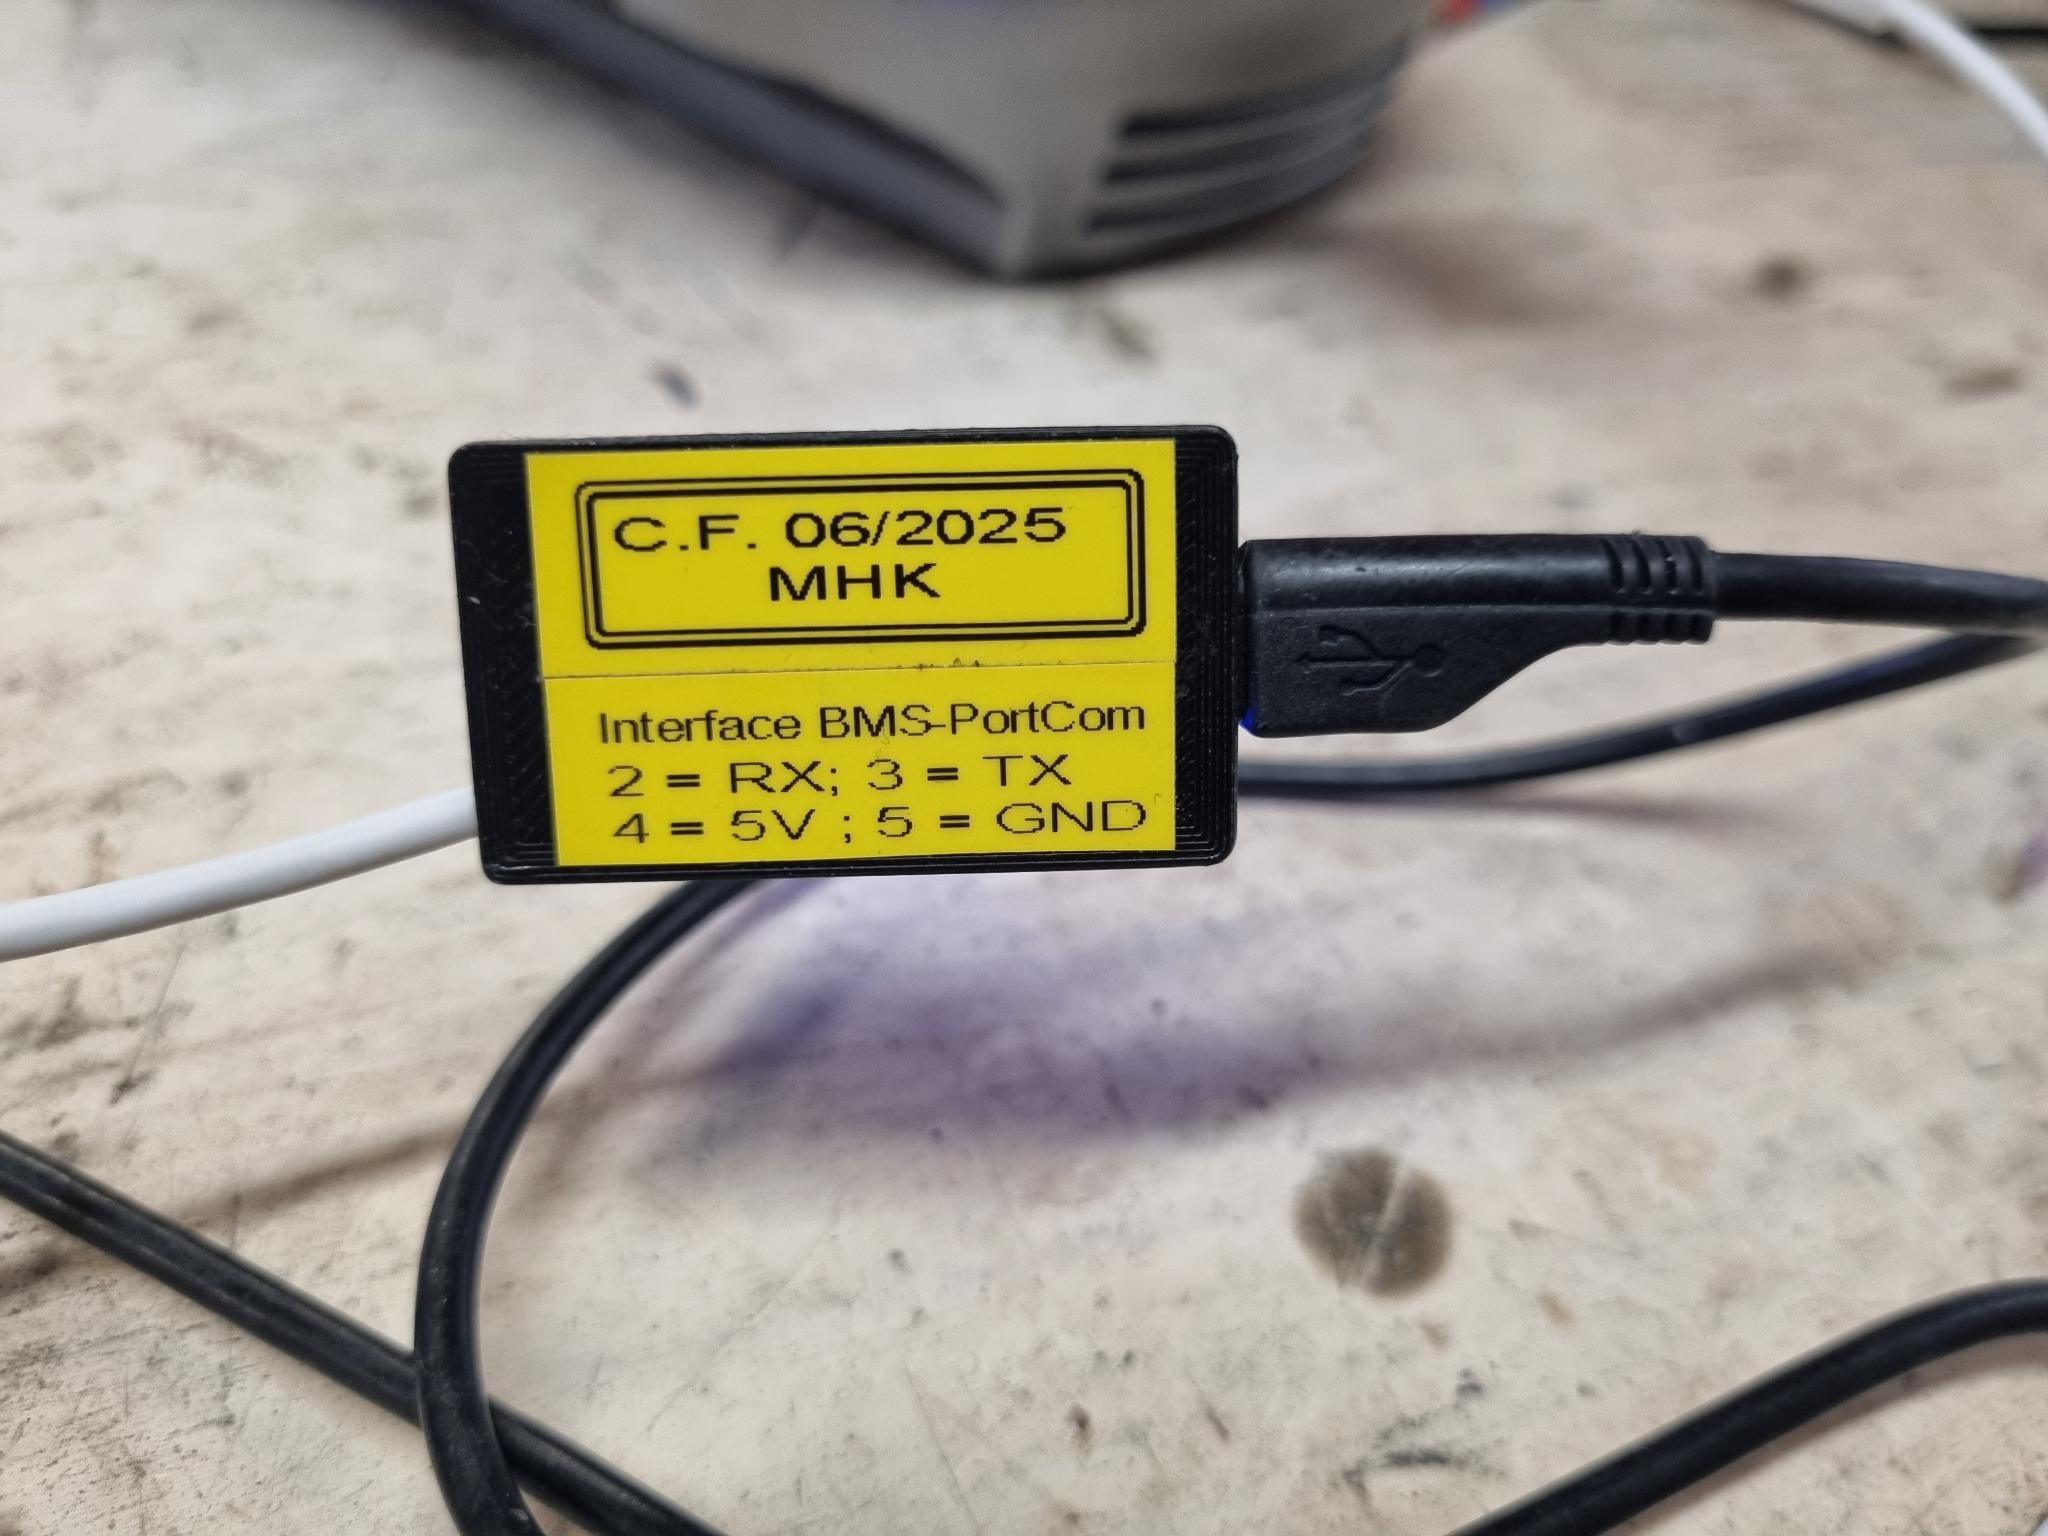 C.F. 06/2025
MHK
Interface BMS-PortCom
2 = RX; 3 = TX
4 = 5V ; 5 = GND